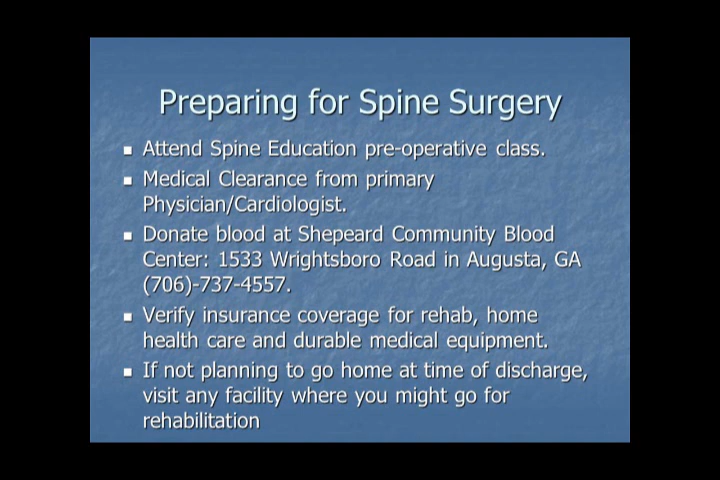 Preparing for Spine Surgery
Attend Spine Education pre-operative class.
Medical Clearance from primary
Physician/Cardiologist.
Donate blood at Shepeard Community Blood
Center: 1533 Wrightsboro Road in Augusta, GA
(706)-737-4557.
Verify insurance coverage for rehab, home
health care and durable medical equipment.
If not planning to go home at time of discharge,
visit any facility where you might go for
rehabilitation